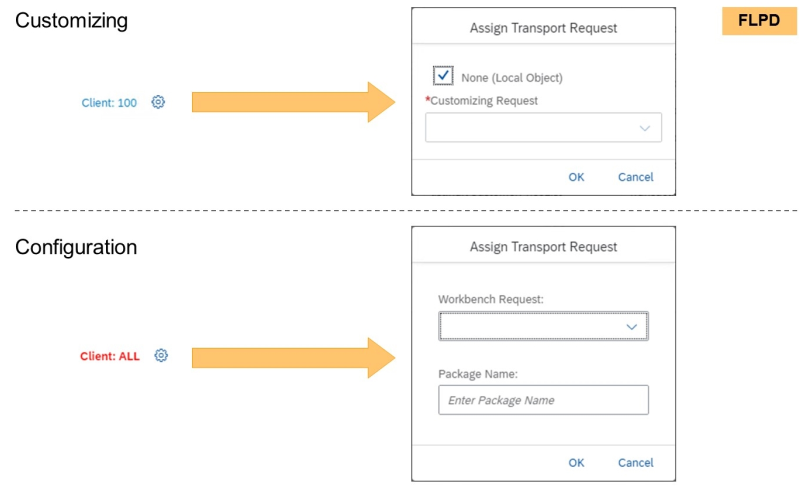 Customizing
FLPD
Assign Transport Request
Client: 100
None (Local Object)
*Customizing Request
OK
Cancel
Configuration
Assign Transport Request
Client: ALL
Workbench Request:
Package Name:
Enter Package Name
OK
Cancel